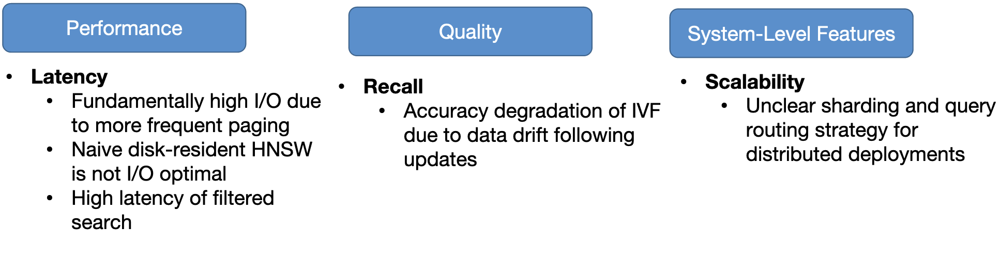 Performance
• Latency
• Fundamentally high I/O due
to more frequent paging
• Naive disk-resident HNSW
is not I/O optimal
• High latency of filtered
search
Quality
• Recall
• Accuracy degradation of IVF
due to data drift following
updates
System-Level Features
• Scalability
• Unclear sharding and query
routing strategy for
distributed deployments